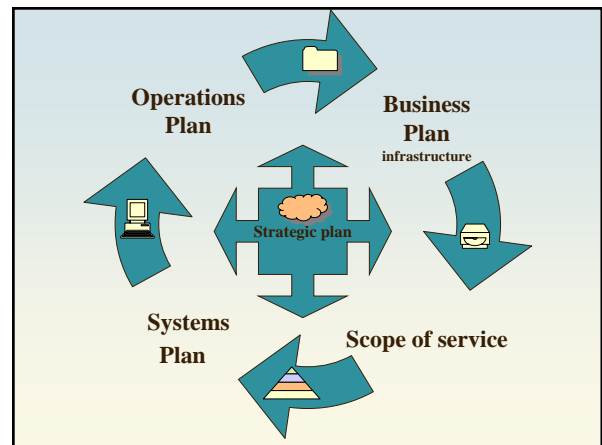 Operations
Plan
Business
Plan
infrastructure
Strategic plan
Systems
Plan
Scope of service